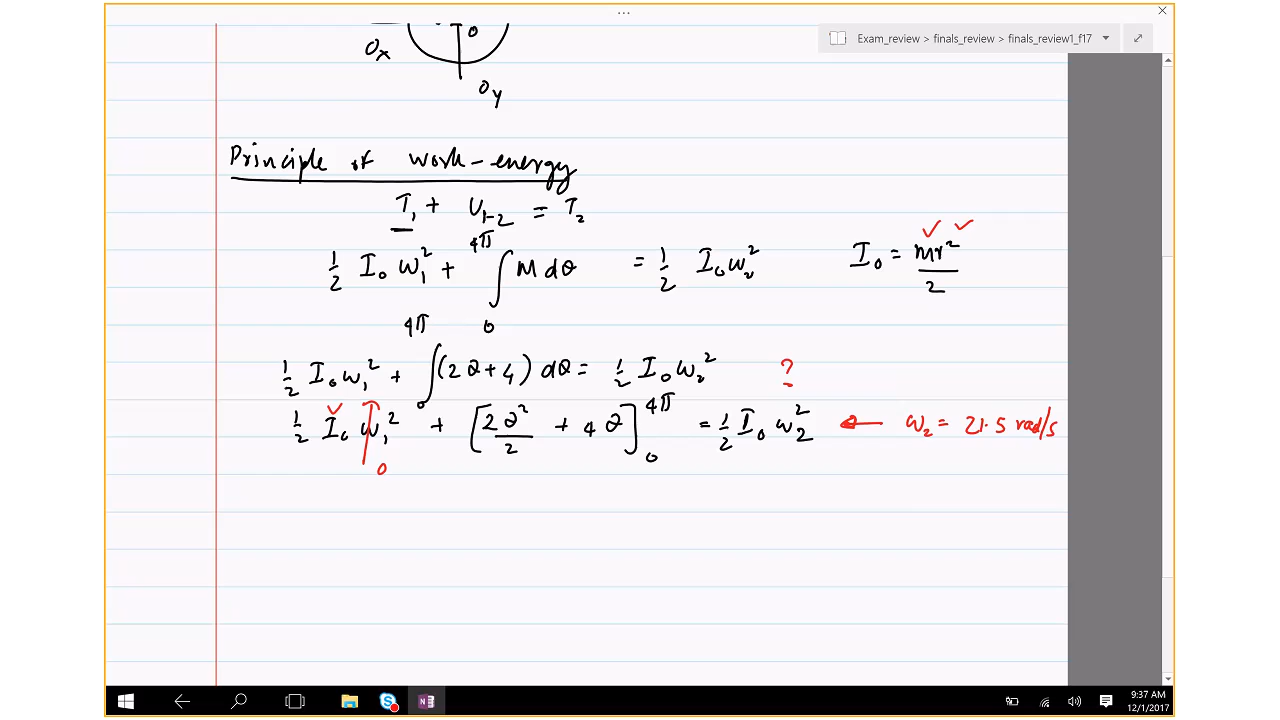 Exam_review > finals_review > finals_review1_f17
O
Ox
Oy
Principle of work-energy
T₁ + U₁₋₂ = T₂
½ I₀ ω₁² + ∫₀^4π M dθ = ½ I₀ ω₂²
I₀ = mr²/2
½ I₀ ω₁² + ∫₀^4π (2θ + 4) dθ = ½ I₀ ω₂² ?
½ I₀ ω₁² + [2θ²/2 + 4θ]₀^4π = ½ I₀ ω₂² ← ω₂ = 21.5 rad/s
0
9:37 AM
12/1/2017